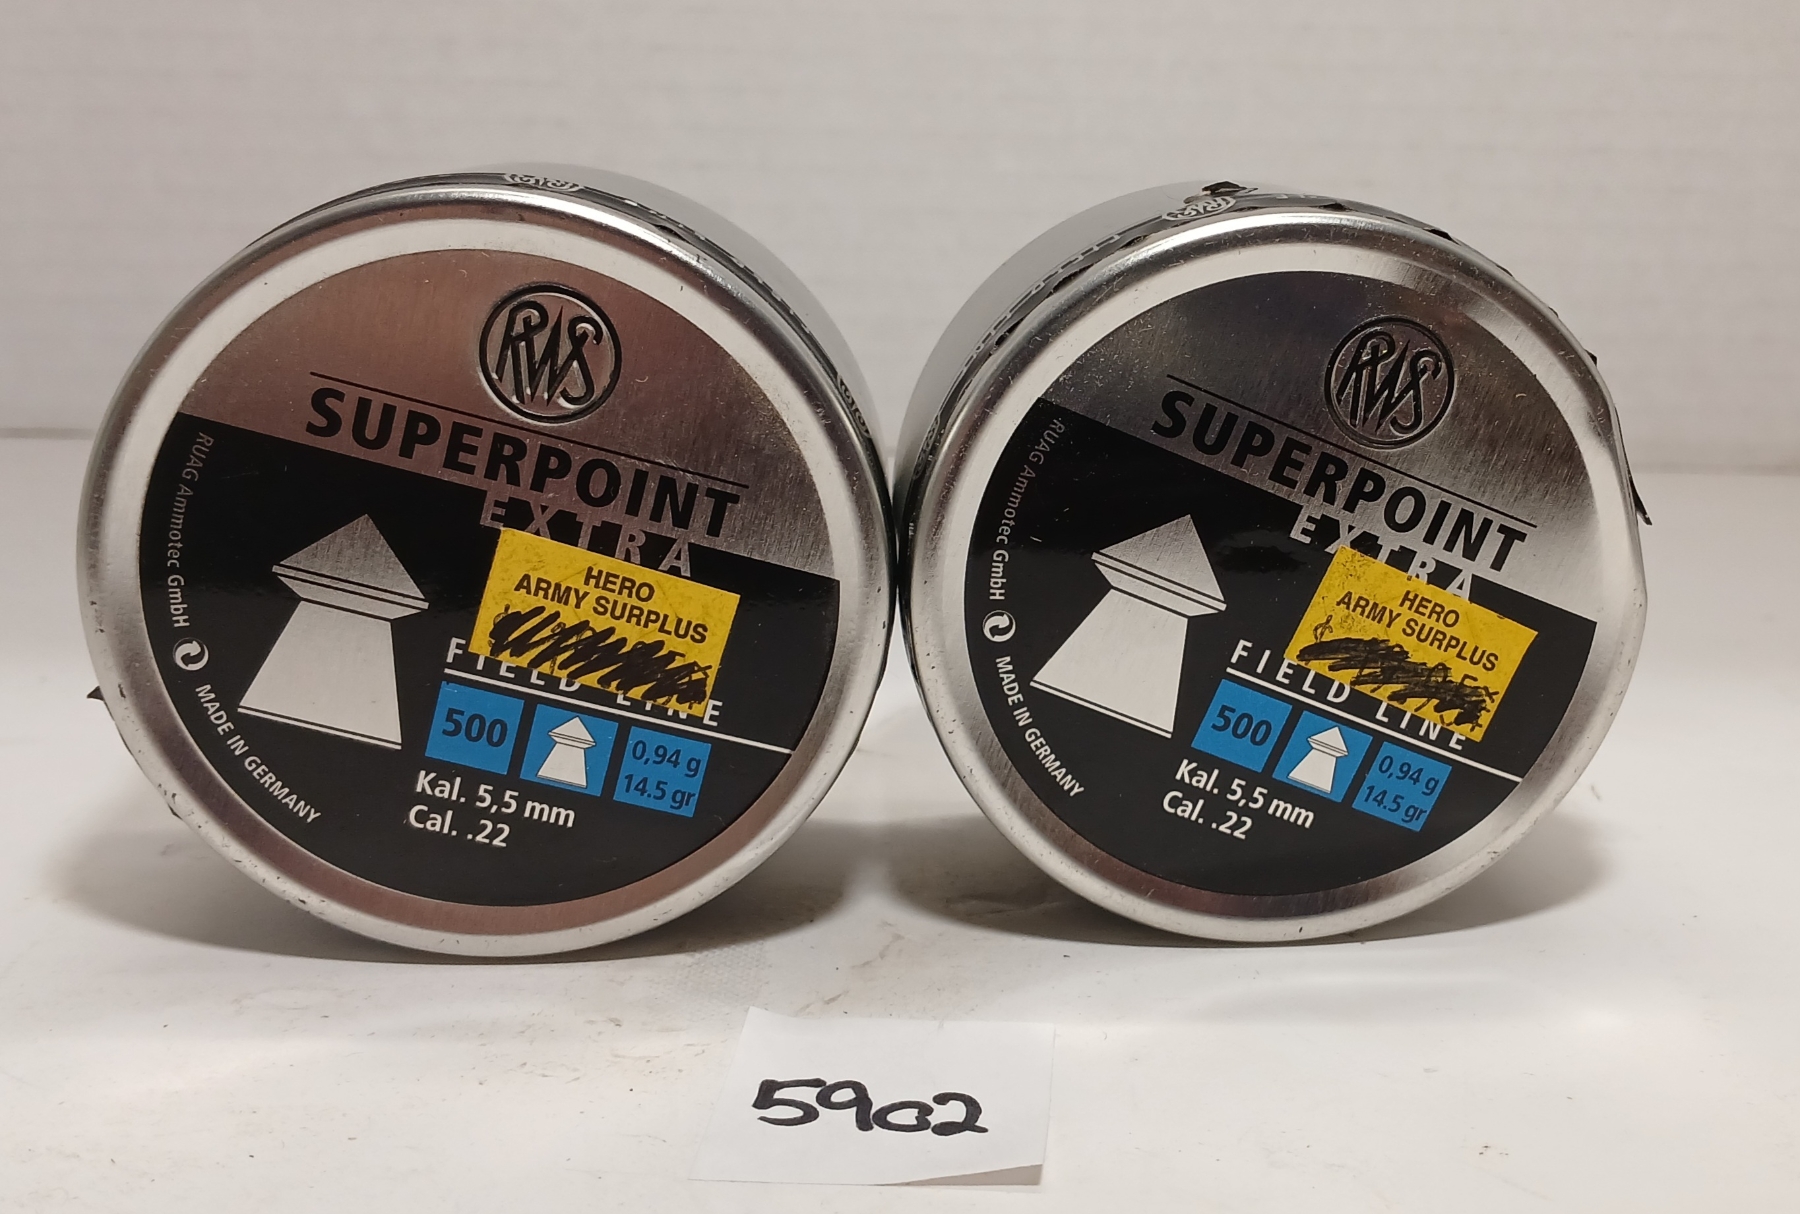 RWS
SUPERPOINT
EXTRA
HERO
ARMY SURPLUS
FIELD LINE
500
0,94 g
14.5 gr
Kal. 5,5 mm
Cal. .22
RUAG Ammotec GmbH
MADE IN GERMANY
RWS
SUPERPOINT
EXTRA
HERO
ARMY SURPLUS
FIELD LINE
500
0,94 g
14.5 gr
Kal. 5,5 mm
Cal. .22
RUAG Ammotec GmbH
MADE IN GERMANY
5902